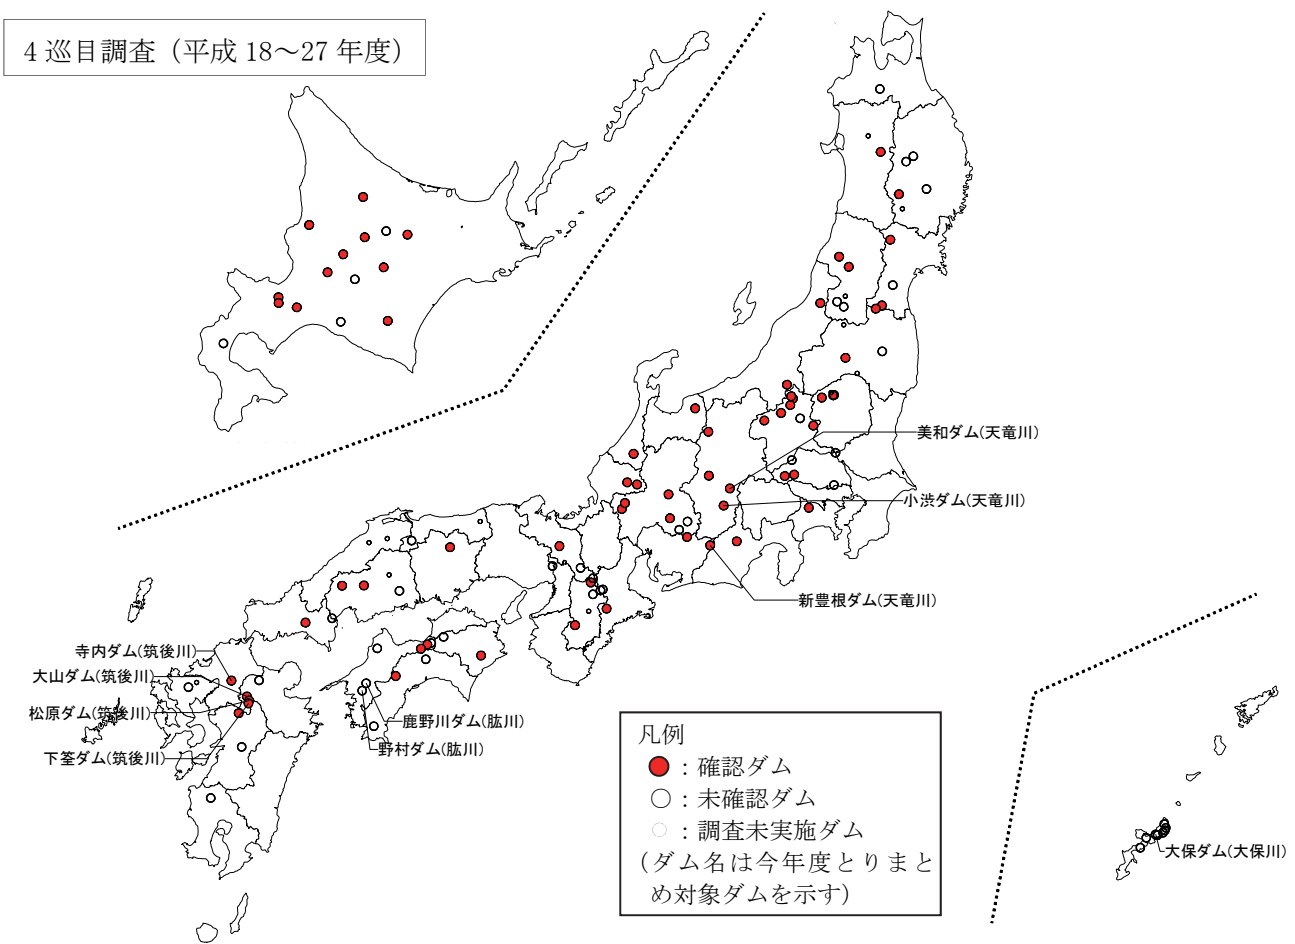 4巡目調査（平成 18～27 年度）
美和ダム(天竜川)
小渋ダム(天竜川)
新豊根ダム(天竜川)
寺内ダム(筑後川)
大山ダム(筑後川)
松原ダム(筑後川)
下筌ダム(筑後川)
鹿野川ダム(肱川)
野村ダム(肱川)
凡例
：確認ダム
：未確認ダム
：調査未実施ダム
（ダム名は今年度とりまと
め対象ダムを示す）
大保ダム(大保川)